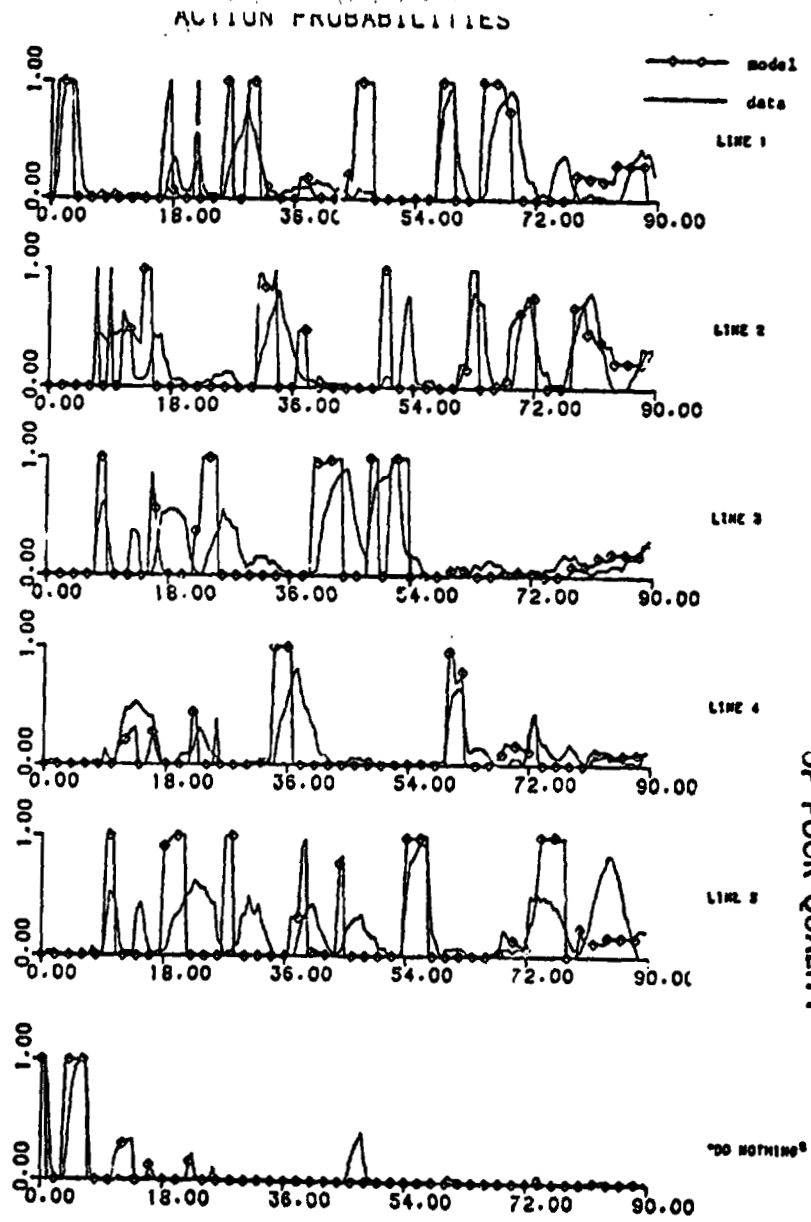 ACTION PROBABILITIES
model
data
1.00
0.00
0.00 18.00 36.00 54.00 72.00 90.00
LINE 1
1.00
0.00
0.00 18.00 36.00 54.00 72.00 90.00
LINE 2
1.00
0.00
0.00 18.00 36.00 54.00 72.00 90.00
LINE 3
1.00
0.00
0.00 18.00 36.00 54.00 72.00 90.00
LINE 4
1.00
0.00
0.00 18.00 36.00 54.00 72.00 90.00
LINE 5
1.00
0.00
0.00 18.00 36.00 54.00 72.00 90.00
"DO NOTHING"
OF POOR QUALITY